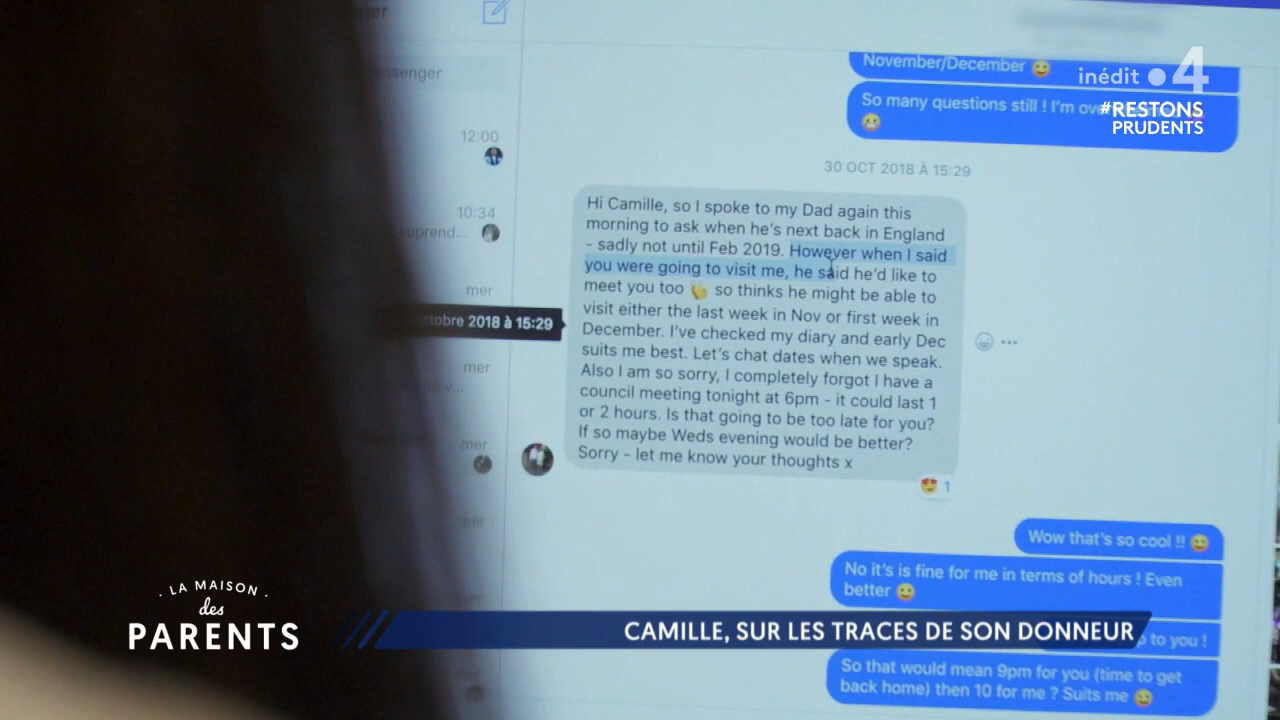 12:00
10:34
mer
2018 à 15:29
mer
mer
November/December 😀
inédit 4
#RESTONS
PRUDENTS
So many questions still ! I'm
😬
30 OCT 2018 À 15:29
Hi Camille, so I spoke to my Dad again this
morning to ask when he's next back in England
- sadly not until Feb 2019. However when I said
you were going to visit me, he said he'd like to
meet you too 👏 so thinks he might be able to
visit either the last week in Nov or first week in
December. I've checked my diary and early Dec
suits me best. Let's chat dates when we speak.
Also I am so sorry, I completely forgot I have a
council meeting tonight at 6pm - it could last 1
or 2 hours. Is that going to be too late for you?
If so maybe Weds evening would be better?
Sorry - let me know your thoughts x
😍 1
Wow that's so cool !! 😄
No it's is fine for me in terms of hours ! Even
better 😄
to you !
So that would mean 9pm for you (time to get
back home) then 10 for me ? Suits me 😄
· LA MAISON ·
des
PARENTS
CAMILLE, SUR LES TRACES DE SON DONNEUR